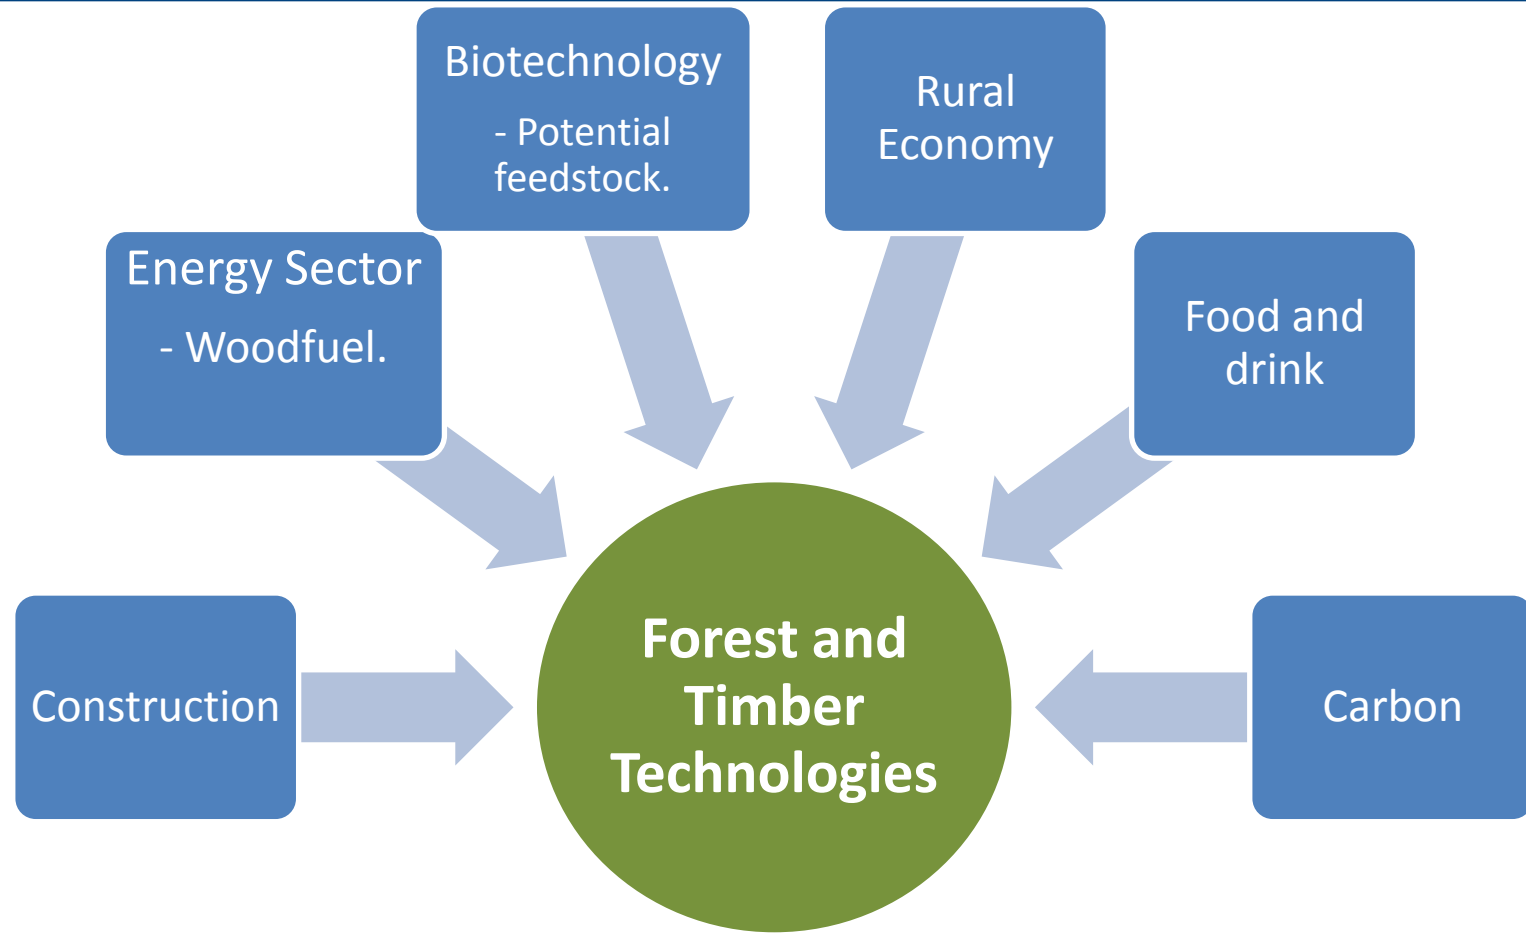 Biotechnology
- Potential
feedstock.
Rural
Economy
Energy Sector
- Woodfuel.
Food and
drink
Construction
Forest and
Timber
Technologies
Carbon